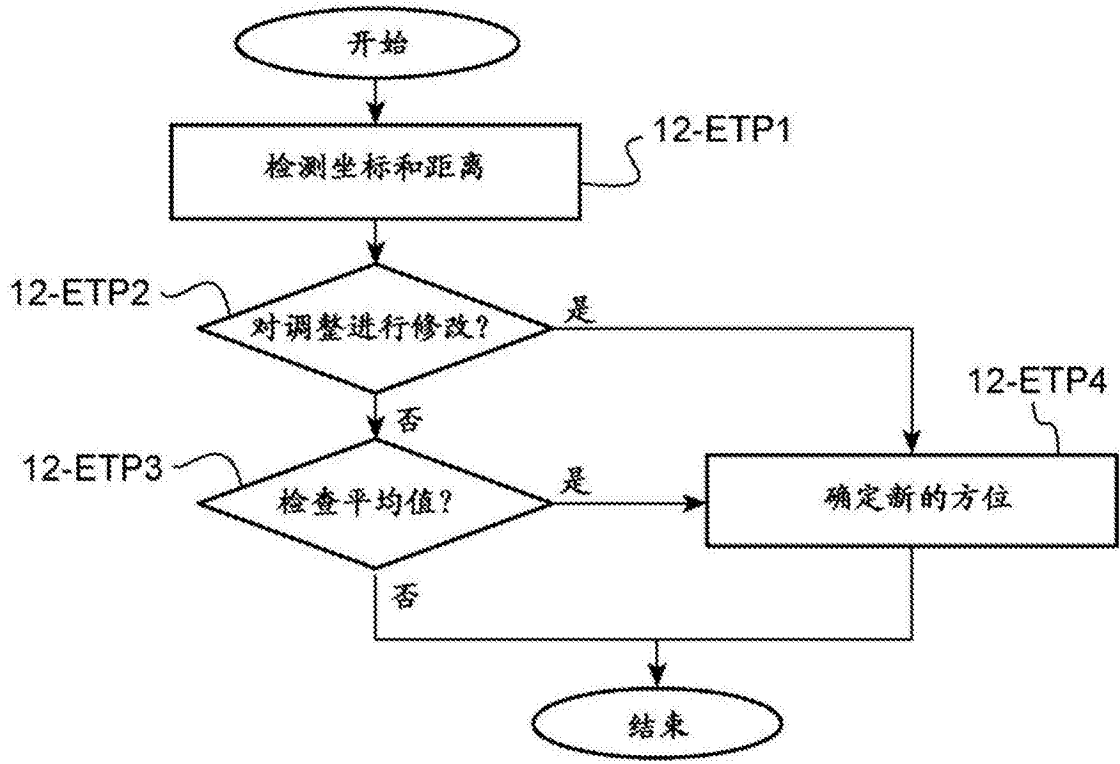 开始
12-ETP1
检测坐标和距离
12-ETP2
对调整进行修改?
是
12-ETP4
否
12-ETP3
检查平均值?
是
确定新的方位
否
结束